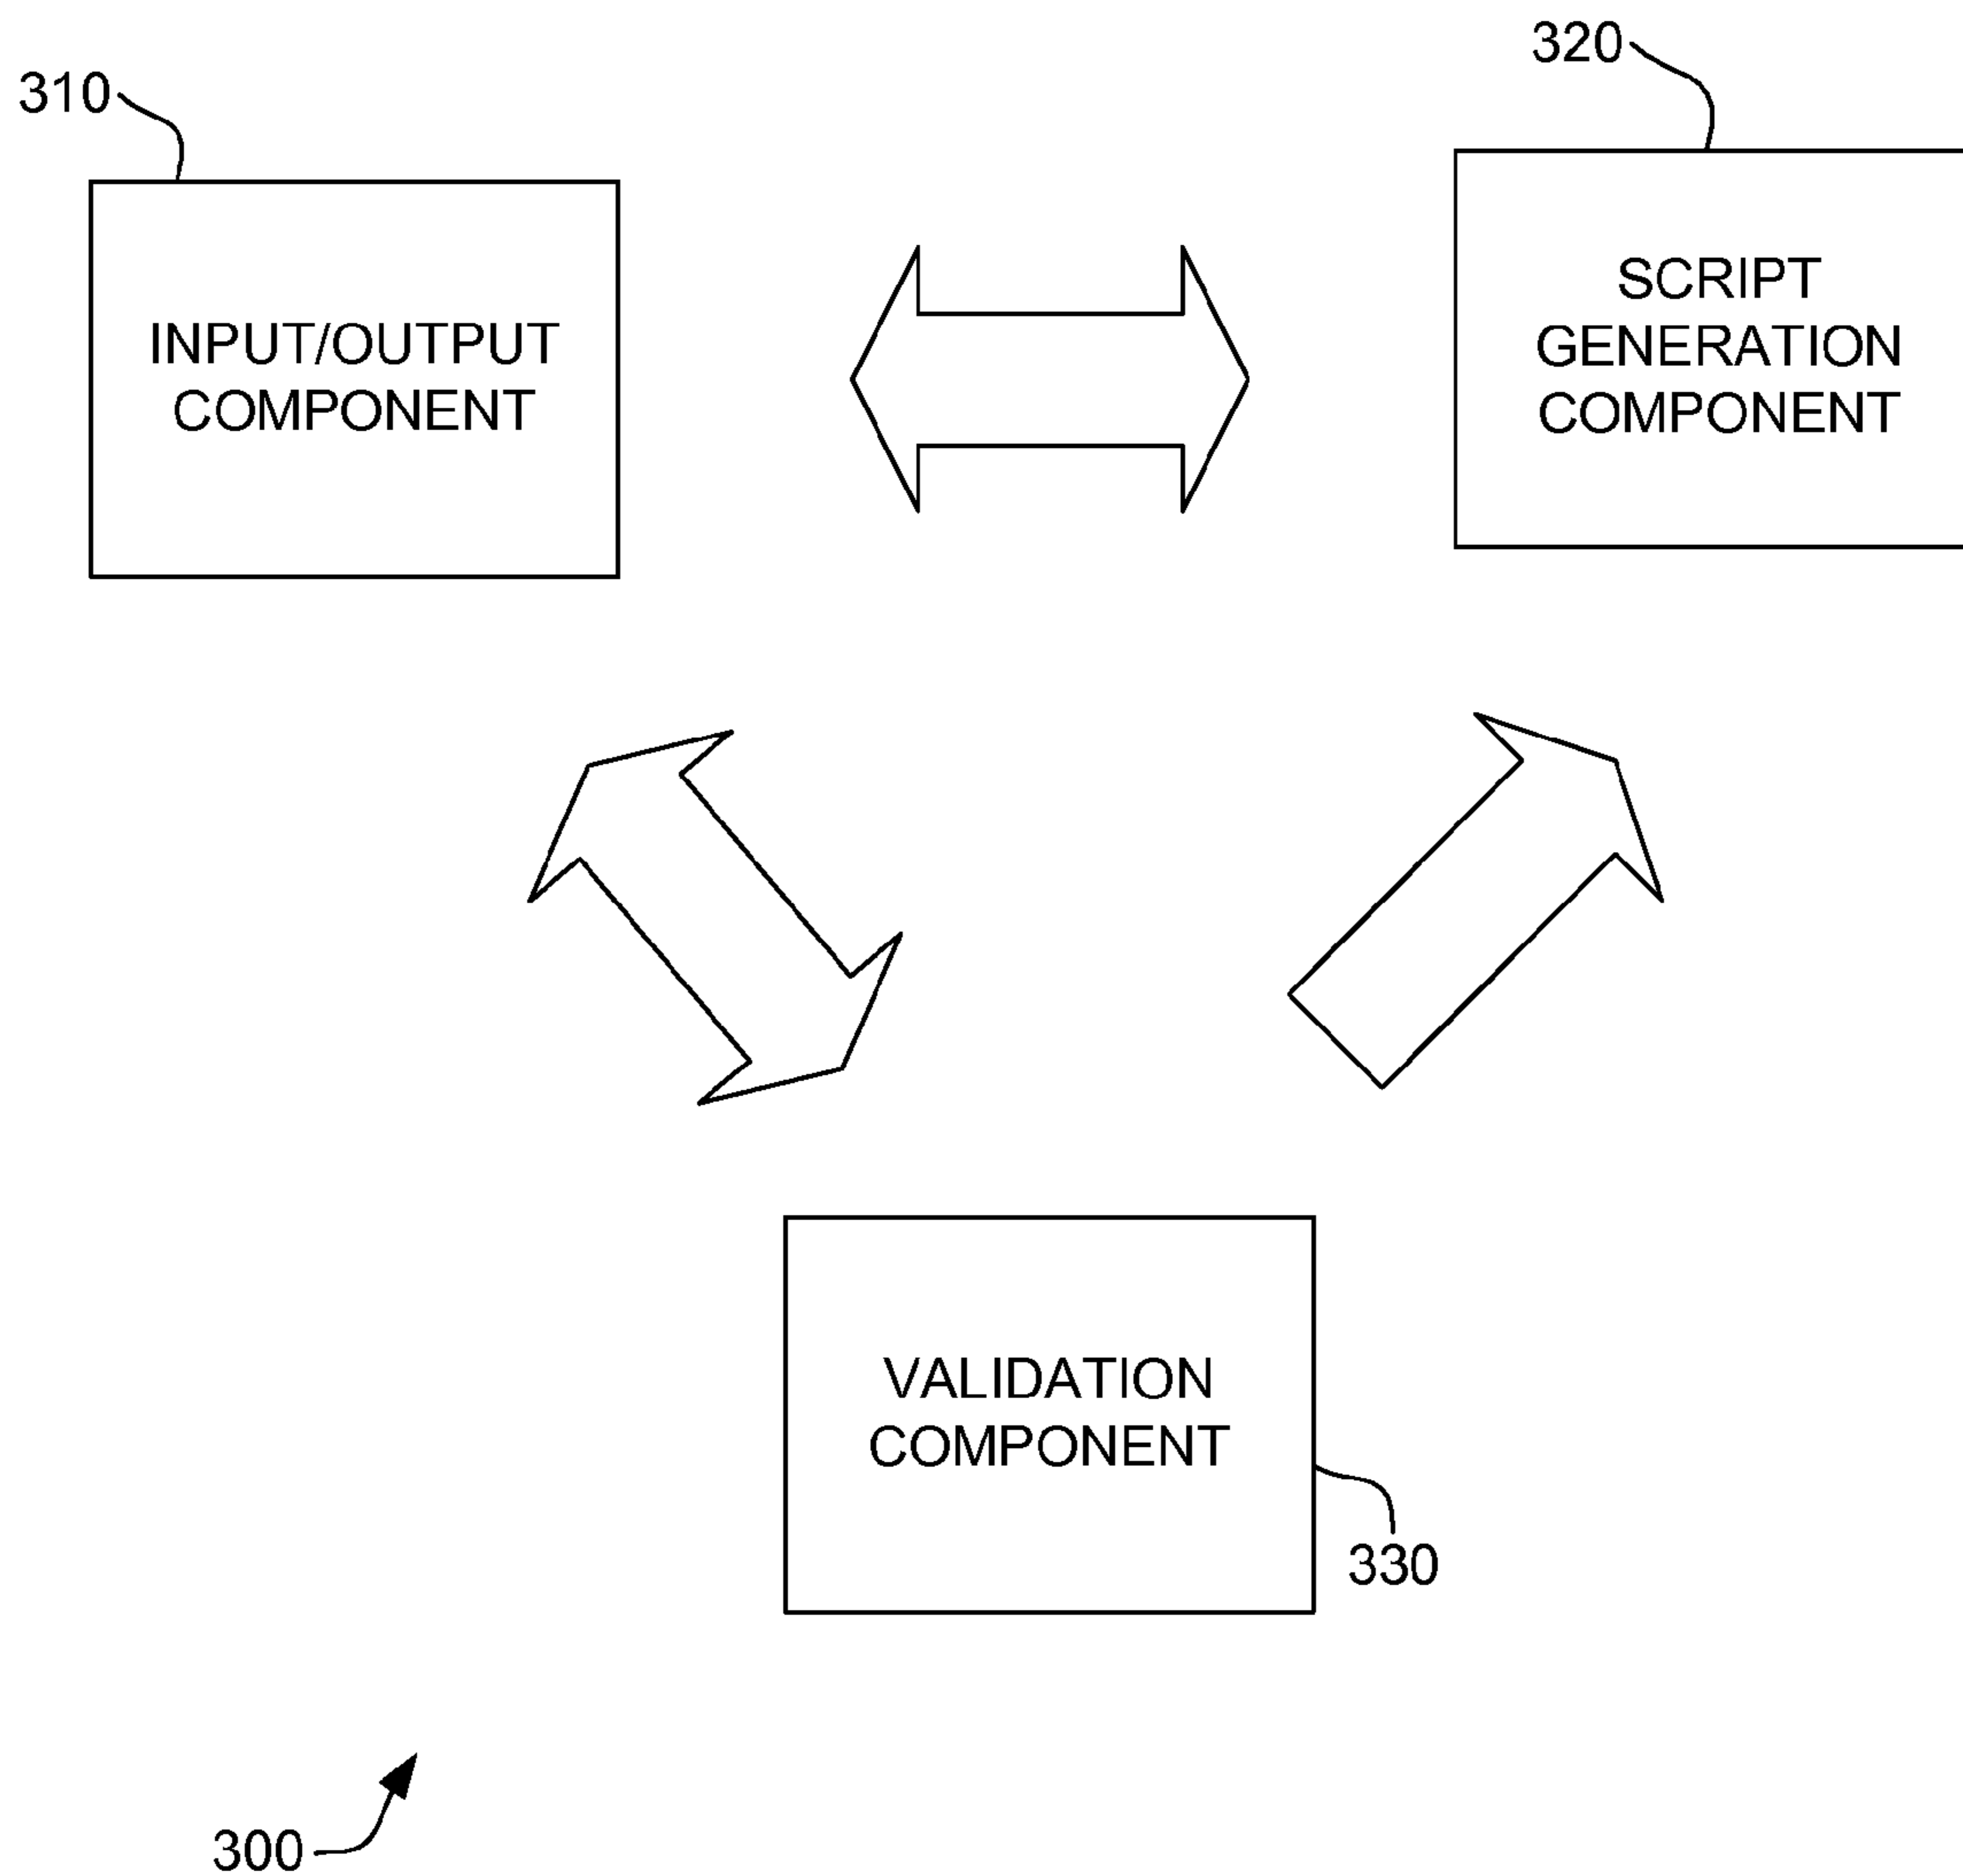 310
320
INPUT/OUTPUT
COMPONENT
SCRIPT
GENERATION
COMPONENT
VALIDATION
COMPONENT
330
300